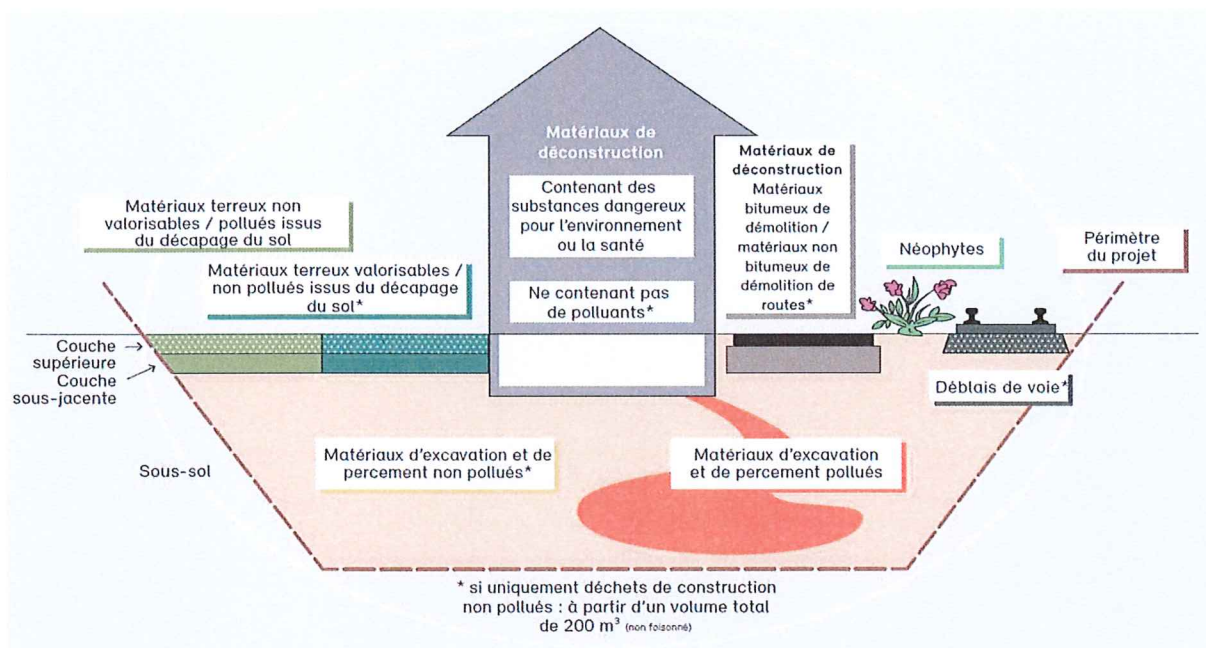 Matériaux de
déconstruction
Contenant des
substances dangereux
pour l'environnement
ou la santé
Ne contenant pas
de polluants*
Matériaux de
déconstruction
Matériaux
bitumeux de
démolition /
matériaux non
bitumeux de
démolition de
routes*
Matériaux terreux non
valorisables / pollués issus
du décapage du sol
Matériaux terreux valorisables /
non pollués issus du décapage
du sol*
Néophytes
Périmètre
du projet
Couche
supérieure
Couche
sous-jacente
Déblais de voie*
Sous-sol
Matériaux d'excavation et de
percement non pollués*
Matériaux d'excavation
et de percement pollués
* si uniquement déchets de construction
non pollués : à partir d'un volume total
de 200 m³ (non foisonné)